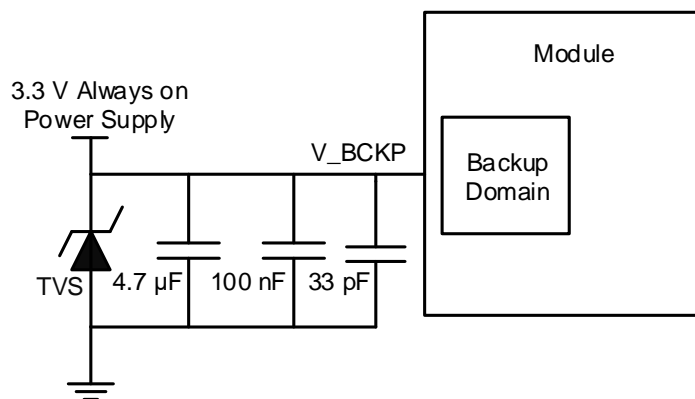 Module
3.3 V Always on
Power Supply
V_BCKP
Backup
Domain
TVS
4.7 µF
100 nF
33 pF